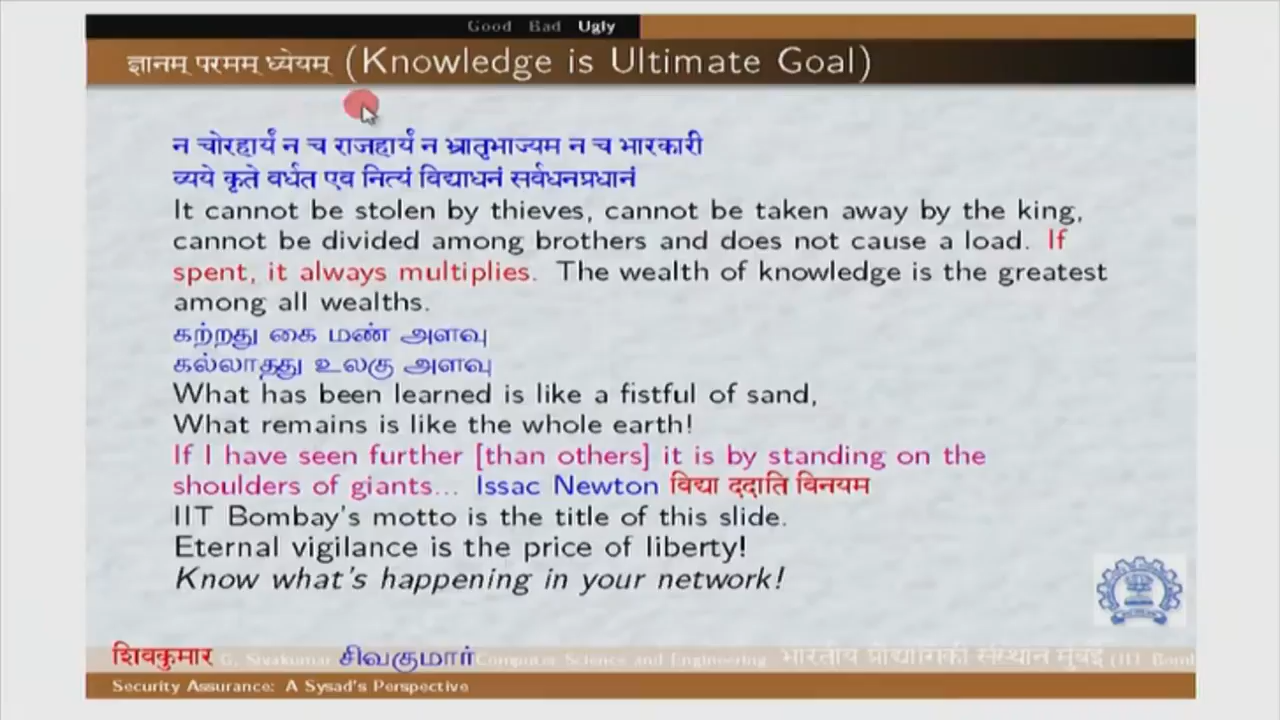 Good Bad Ugly
ज्ञानम् परमम् ध्येयम् (Knowledge is Ultimate Goal)
न चोरहार्यं न च राजहार्यं न भ्रातृभाज्यम न च भारकारी
व्यये कृते वर्धत एव नित्यं विद्याधनं सर्वधनप्रधानं
It cannot be stolen by thieves, cannot be taken away by the king,
cannot be divided among brothers and does not cause a load. If
spent, it always multiplies. The wealth of knowledge is the greatest
among all wealths.
கற்றது கை மண் அளவு
கல்லாதது உலகு அளவு
What has been learned is like a fistful of sand,
What remains is like the whole earth!
If I have seen further [than others] it is by standing on the
shoulders of giants... Issac Newton विद्या ददाति विनयम
IIT Bombay's motto is the title of this slide.
Eternal vigilance is the price of liberty!
Know what's happening in your network!
शिवकुमार G. Sivakumar சிவகுமார் Computer Science and Engineering भारतीय प्रौद्योगिकी संस्थान मुंबई (IIT Bom
Security Assurance: A Sysad's Perspective